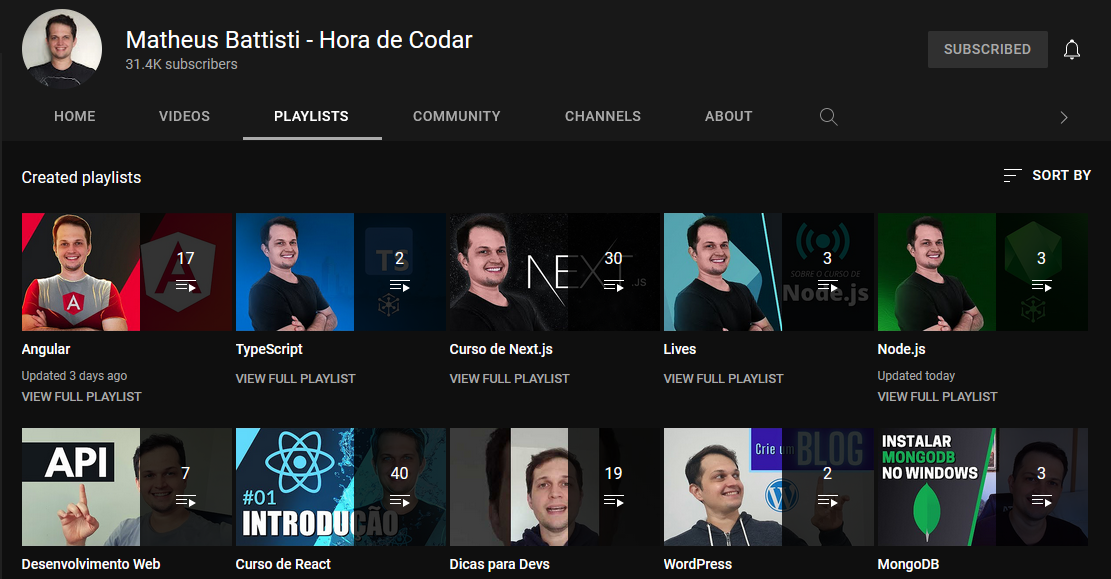 Matheus Battisti - Hora de Codar
31.4K subscribers
SUBSCRIBED
HOME VIDEOS PLAYLISTS COMMUNITY CHANNELS ABOUT
Created playlists
SORT BY
17
TS
2
NEXT.JS
30
SOBRE O CURSO DE
Node.js
3
3
Angular
TypeScript
Curso de Next.js
Lives
Node.js
Updated 3 days ago
Updated today
VIEW FULL PLAYLIST
VIEW FULL PLAYLIST
VIEW FULL PLAYLIST
VIEW FULL PLAYLIST
VIEW FULL PLAYLIST
API
7
#01
INTRODUÇÃO
40
19
Crie um
BLOG
2
INSTALAR
MONGODB
NO WINDOWS
3
Desenvolvimento Web
Curso de React
Dicas para Devs
WordPress
MongoDB